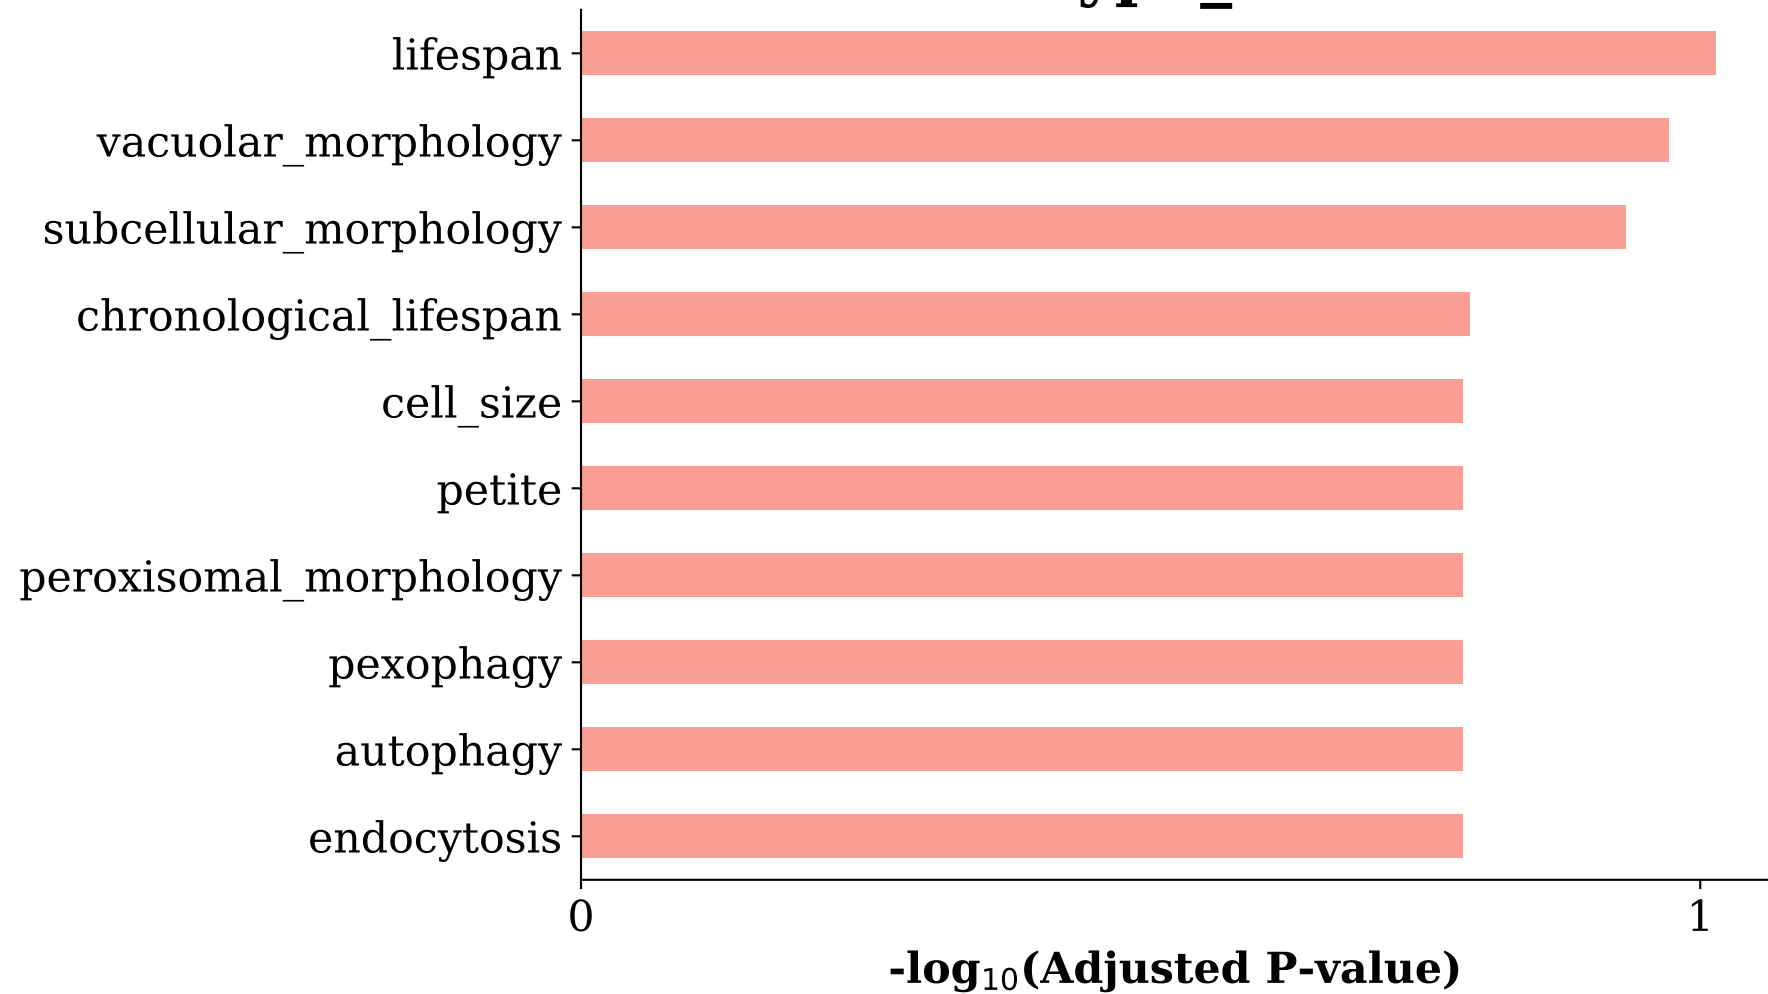 lifespan
vacuolar_morphology
subcellular_morphology
chronological_lifespan
cell_size
petite
peroxisomal_morphology
pexophagy
autophagy
endocytosis
0 1
-log₁₀(Adjusted P-value)